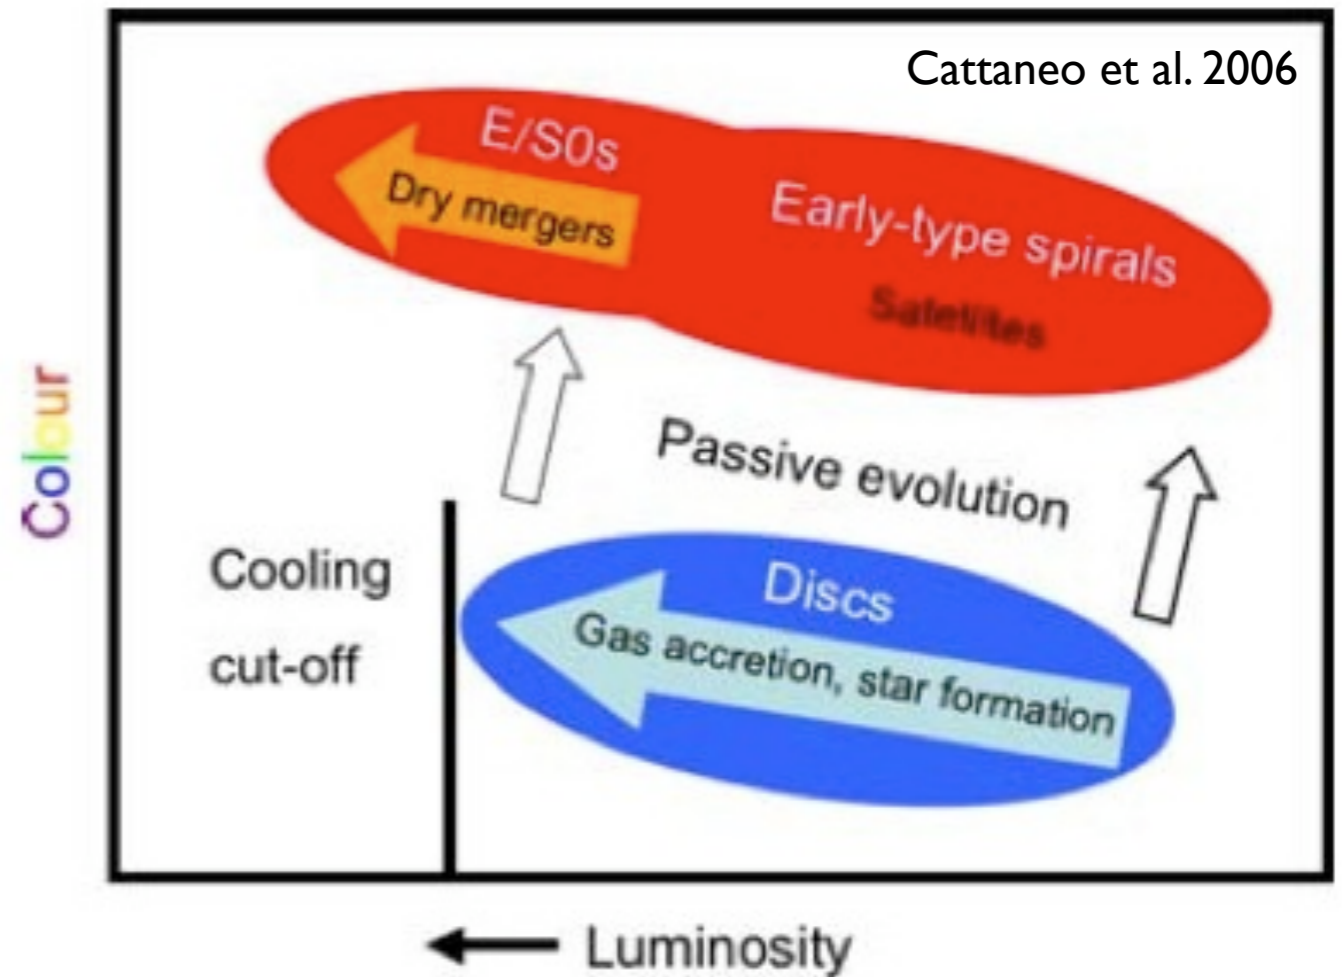 Cattaneo et al. 2006
E/S0s
Dry mergers
Early-type spirals
Satellites
Colour
Passive evolution
Cooling
cut-off
Discs
Gas accretion, star formation
Luminosity